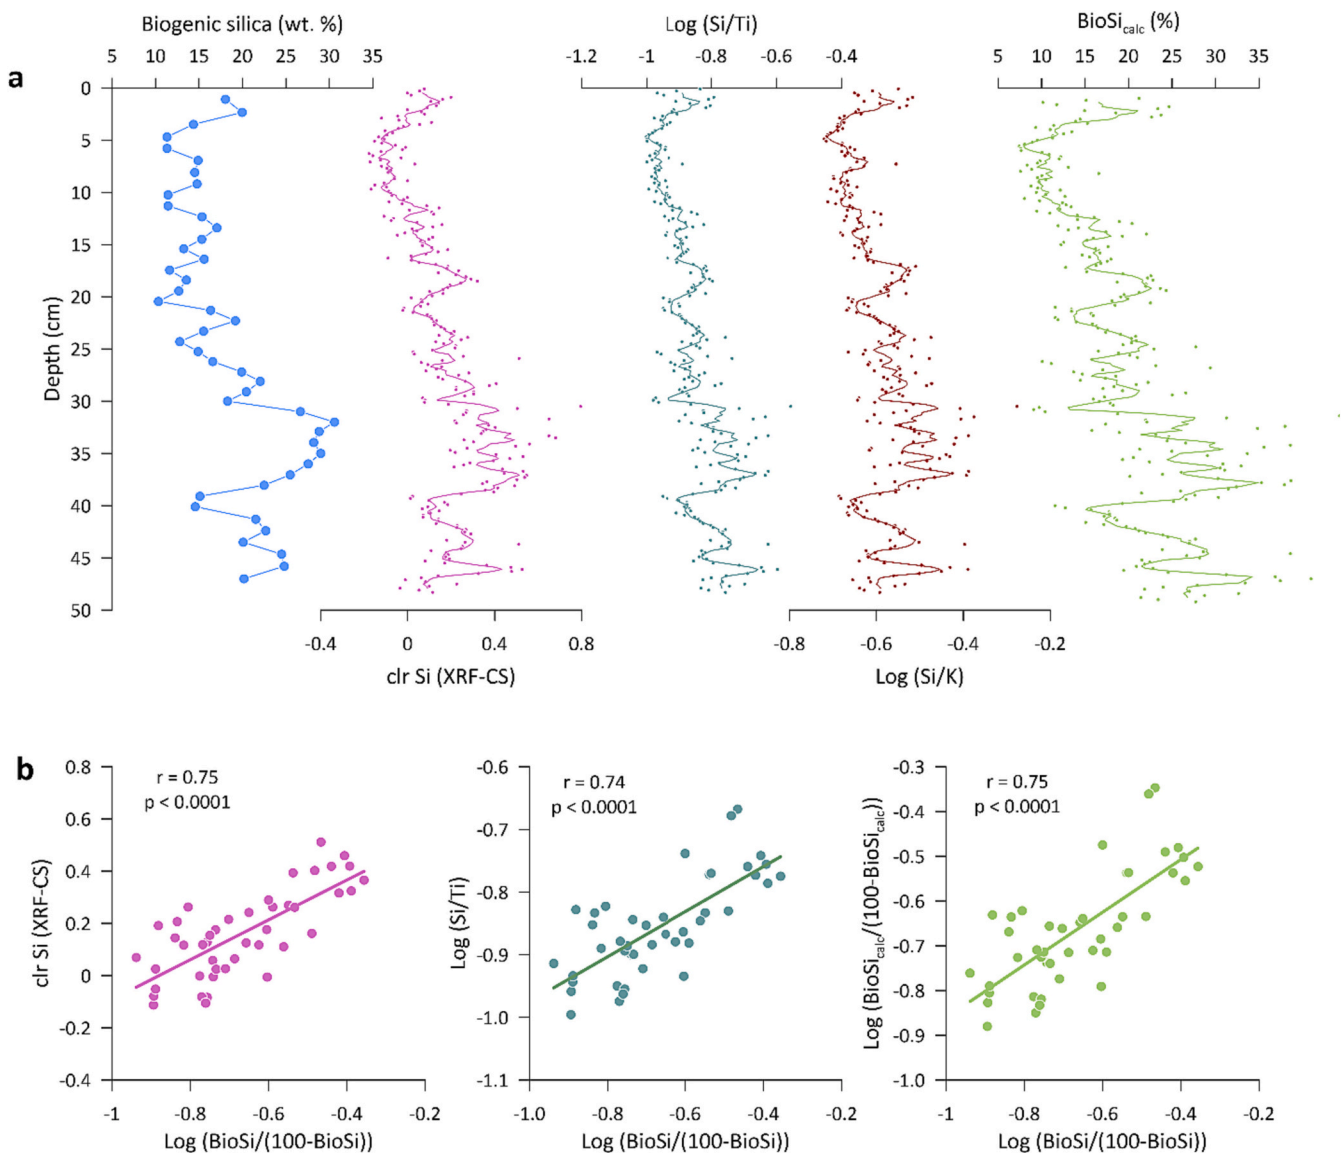 Biogenic silica (wt. %) Log (Si/Ti) BioSicalc (%)
5 10 15 20 25 30 35 -1.2 -1 -0.8 -0.6 -0.4 5 10 15 20 25 30 35
a
0
5
10
15
20
25
30
35
40
45
50
Depth (cm)
-0.4 0 0.4 0.8 -0.8 -0.6 -0.4 -0.2
clr Si (XRF-CS) Log (Si/K)
b
0.8
0.6
0.4
0.2
0
-0.2
-0.4
clr Si (XRF-CS)
r = 0.75
p < 0.0001
-1 -0.8 -0.6 -0.4 -0.2
Log (BioSi/(100-BioSi))
-0.6
-0.7
-0.8
-0.9
-1.0
-1.1
Log (Si/Ti)
r = 0.74
p < 0.0001
-1.0 -0.8 -0.6 -0.4 -0.2
Log (BioSi/(100-BioSi))
-0.3
-0.4
-0.5
-0.6
-0.7
-0.8
-0.9
-1.0
Log (BioSicalc/(100-BioSicalc))
r = 0.75
p < 0.0001
-1.0 -0.8 -0.6 -0.4 -0.2
Log (BioSi/(100-BioSi))